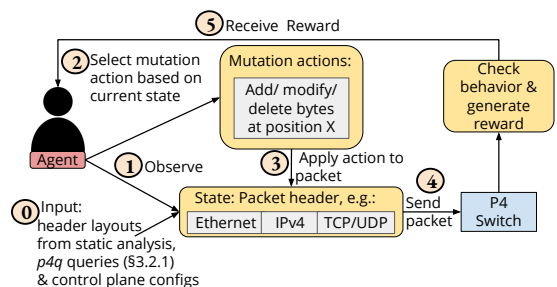 5 Receive Reward
2 Select mutation
action based on
current state
Mutation actions:
Add/ modify/
delete bytes
at position X
Check
behavior &
generate
reward
Agent
1 Observe
3 Apply action to
packet
4
Send
packet
P4
Switch
State: Packet header, e.g.:
Ethernet IPv4 TCP/UDP
0 Input:
header layouts
from static analysis,
p4q queries (§3.2.1)
& control plane configs